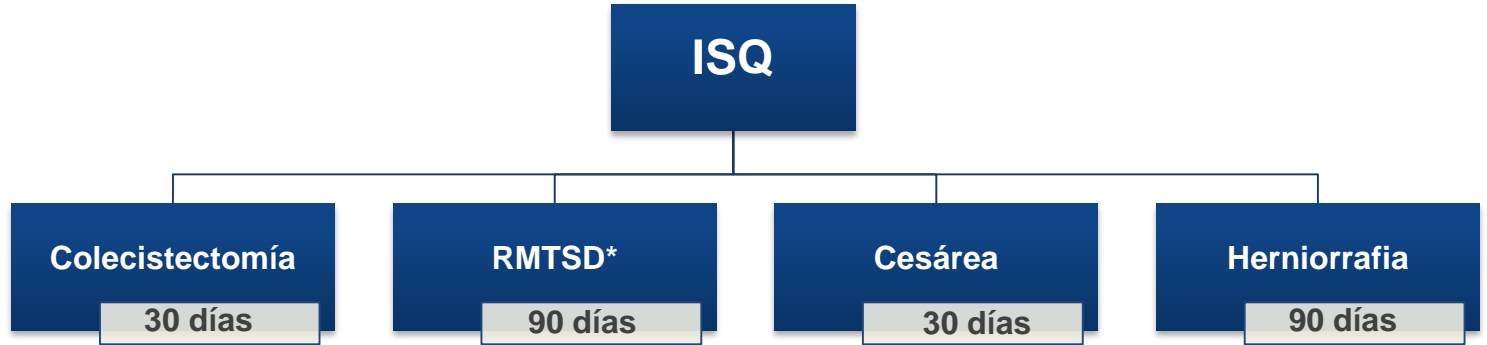 ISQ
Colecistectomía
30 días
RMTSD*
90 días
Cesárea
30 días
Herniorrafia
90 días